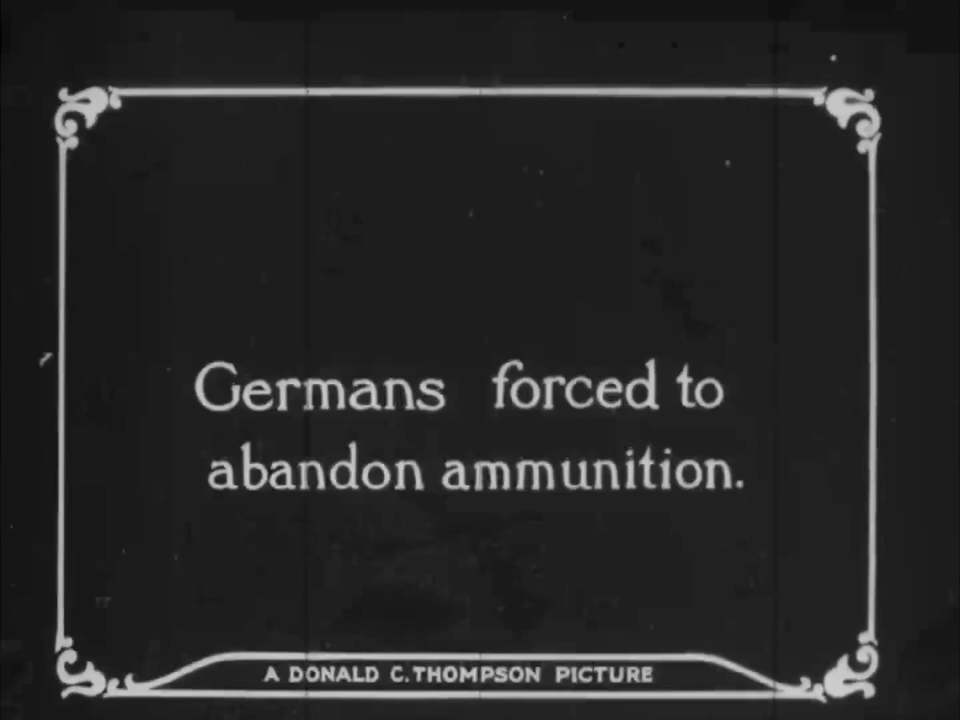 Germans forced to
abandon ammunition.
A DONALD C. THOMPSON PICTURE